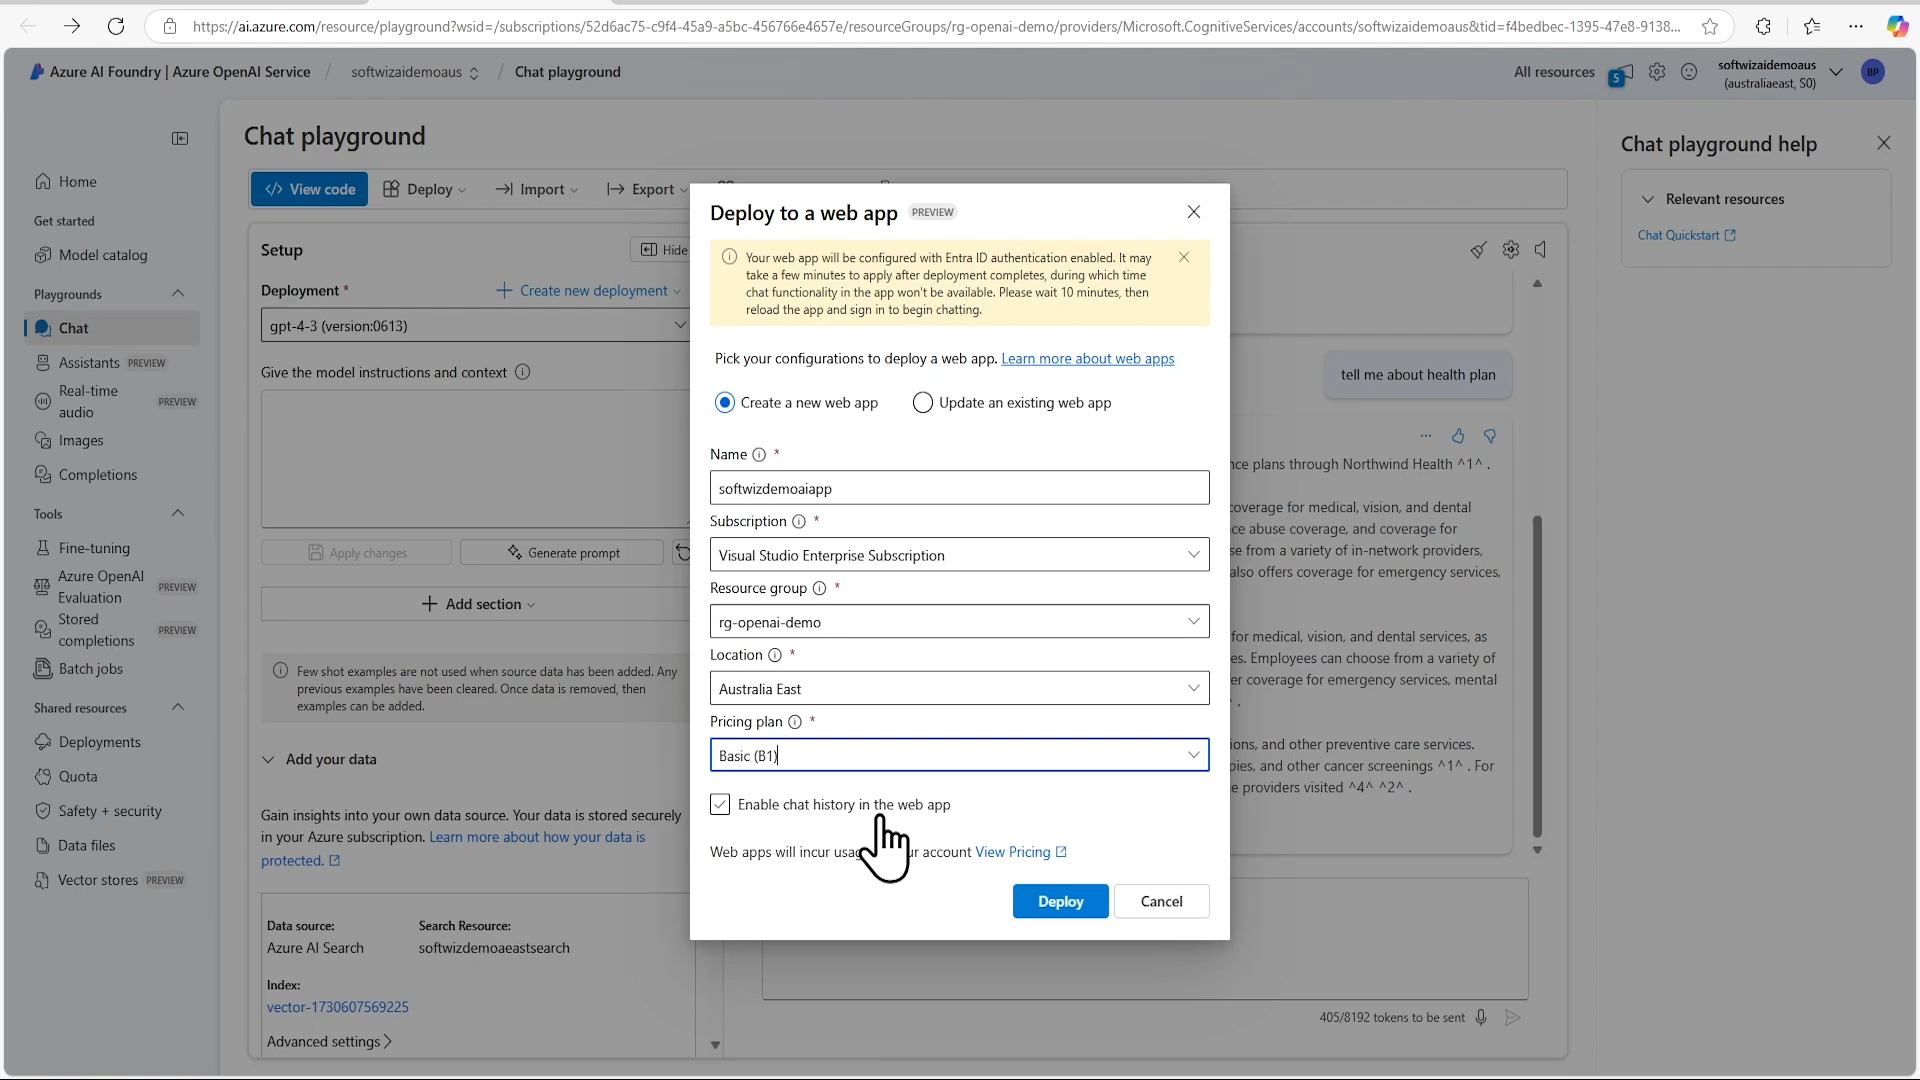 https://ai.azure.com/resource/playground?wsid=/subscriptions/52d6ac75-c9f4-45a9-a5bc-456766e4657e/resourceGroups/rg-openai-demo/providers/Microsoft.CognitiveServices/accounts/softwizaidemoaus&tid=f4bedbec-1395-47e8-9138...
Azure AI Foundry | Azure OpenAI Service / softwizaidemoaus / Chat playground
All resources
5
softwizaidemoaus
(australiaeast, S0)
BP
Home
Get started
Model catalog
Playgrounds
Chat
Assistants PREVIEW
Real-time audio PREVIEW
Images
Completions
Tools
Fine-tuning
Azure OpenAI Evaluation PREVIEW
Stored completions PREVIEW
Batch jobs
Shared resources
Deployments
Quota
Safety + security
Data files
Vector stores PREVIEW
Chat playground
View code
Deploy
Import
Export
Setup
Hide
Deployment *
Create new deployment
gpt-4-3 (version:0613)
Give the model instructions and context
Apply changes
Generate prompt
Add section
Few shot examples are not used when source data has been added. Any
previous examples have been cleared. Once data is removed, then
examples can be added.
Add your data
Gain insights into your own data source. Your data is stored securely
in your Azure subscription. Learn more about how your data is
protected.
Data source:
Azure AI Search
Search Resource:
softwizdemoaeastsearch
Index:
vector-1730607569225
Advanced settings
Deploy to a web app PREVIEW
Your web app will be configured with Entra ID authentication enabled. It may
take a few minutes to apply after deployment completes, during which time
chat functionality in the app won't be available. Please wait 10 minutes, then
reload the app and sign in to begin chatting.
Pick your configurations to deploy a web app. Learn more about web apps
Create a new web app
Update an existing web app
Name *
softwizdemoaiapp
Subscription *
Visual Studio Enterprise Subscription
Resource group *
rg-openai-demo
Location *
Australia East
Pricing plan *
Basic (B1)
Enable chat history in the web app
Web apps will incur account View Pricing
Deploy
Cancel
tell me about health plan
plans through Northwind Health ^1^ .
coverage for medical, vision, and dental
abuse coverage, and coverage for
from a variety of in-network providers,
also offers coverage for emergency services,
for medical, vision, and dental services, as
Employees can choose from a variety of
coverage for emergency services, mental
and other preventive care services.
and other cancer screenings ^1^ . For
providers visited ^4^ ^2^ .
405/8192 tokens to be sent
Chat playground help
Relevant resources
Chat Quickstart